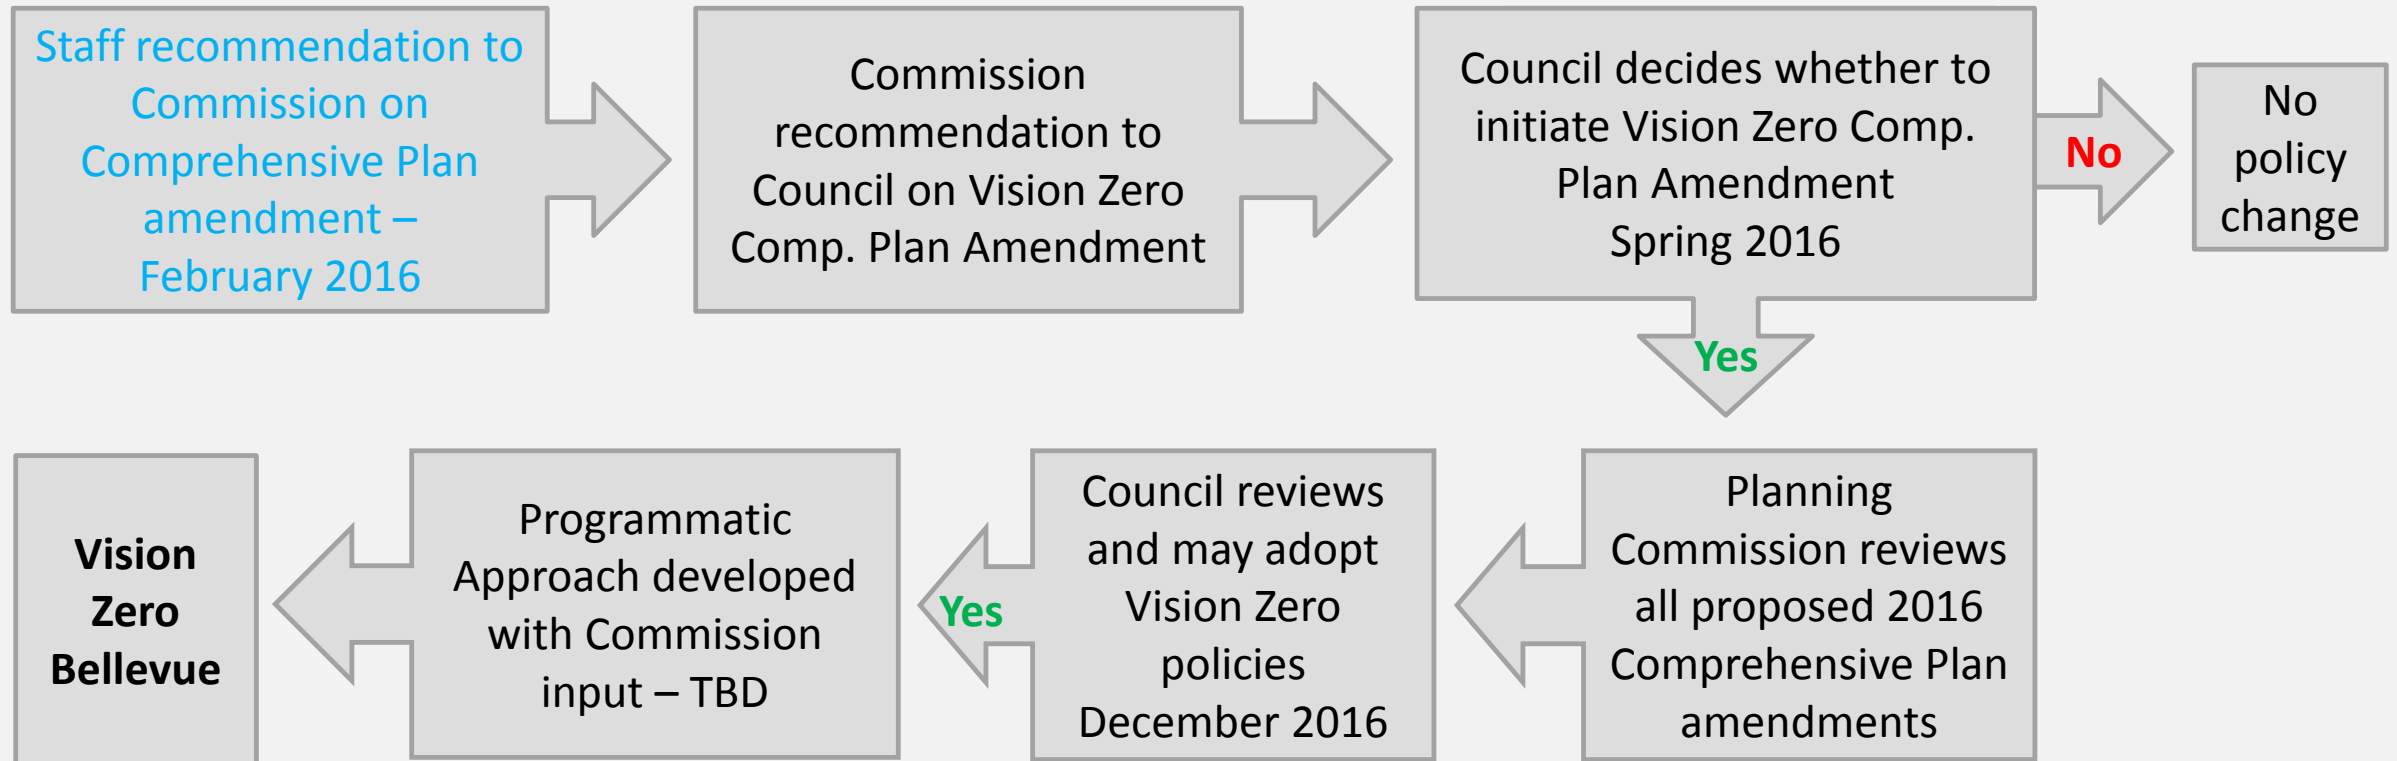 Staff recommendation to
Commission on
Comprehensive Plan
amendment –
February 2016
Commission
recommendation to
Council on Vision Zero
Comp. Plan Amendment
Council decides whether to
initiate Vision Zero Comp.
Plan Amendment
Spring 2016
No
No
policy
change
Yes
Planning
Commission reviews
all proposed 2016
Comprehensive Plan
amendments
Council reviews
and may adopt
Vision Zero
policies
December 2016
Yes
Programmatic
Approach developed
with Commission
input – TBD
Vision
Zero
Bellevue